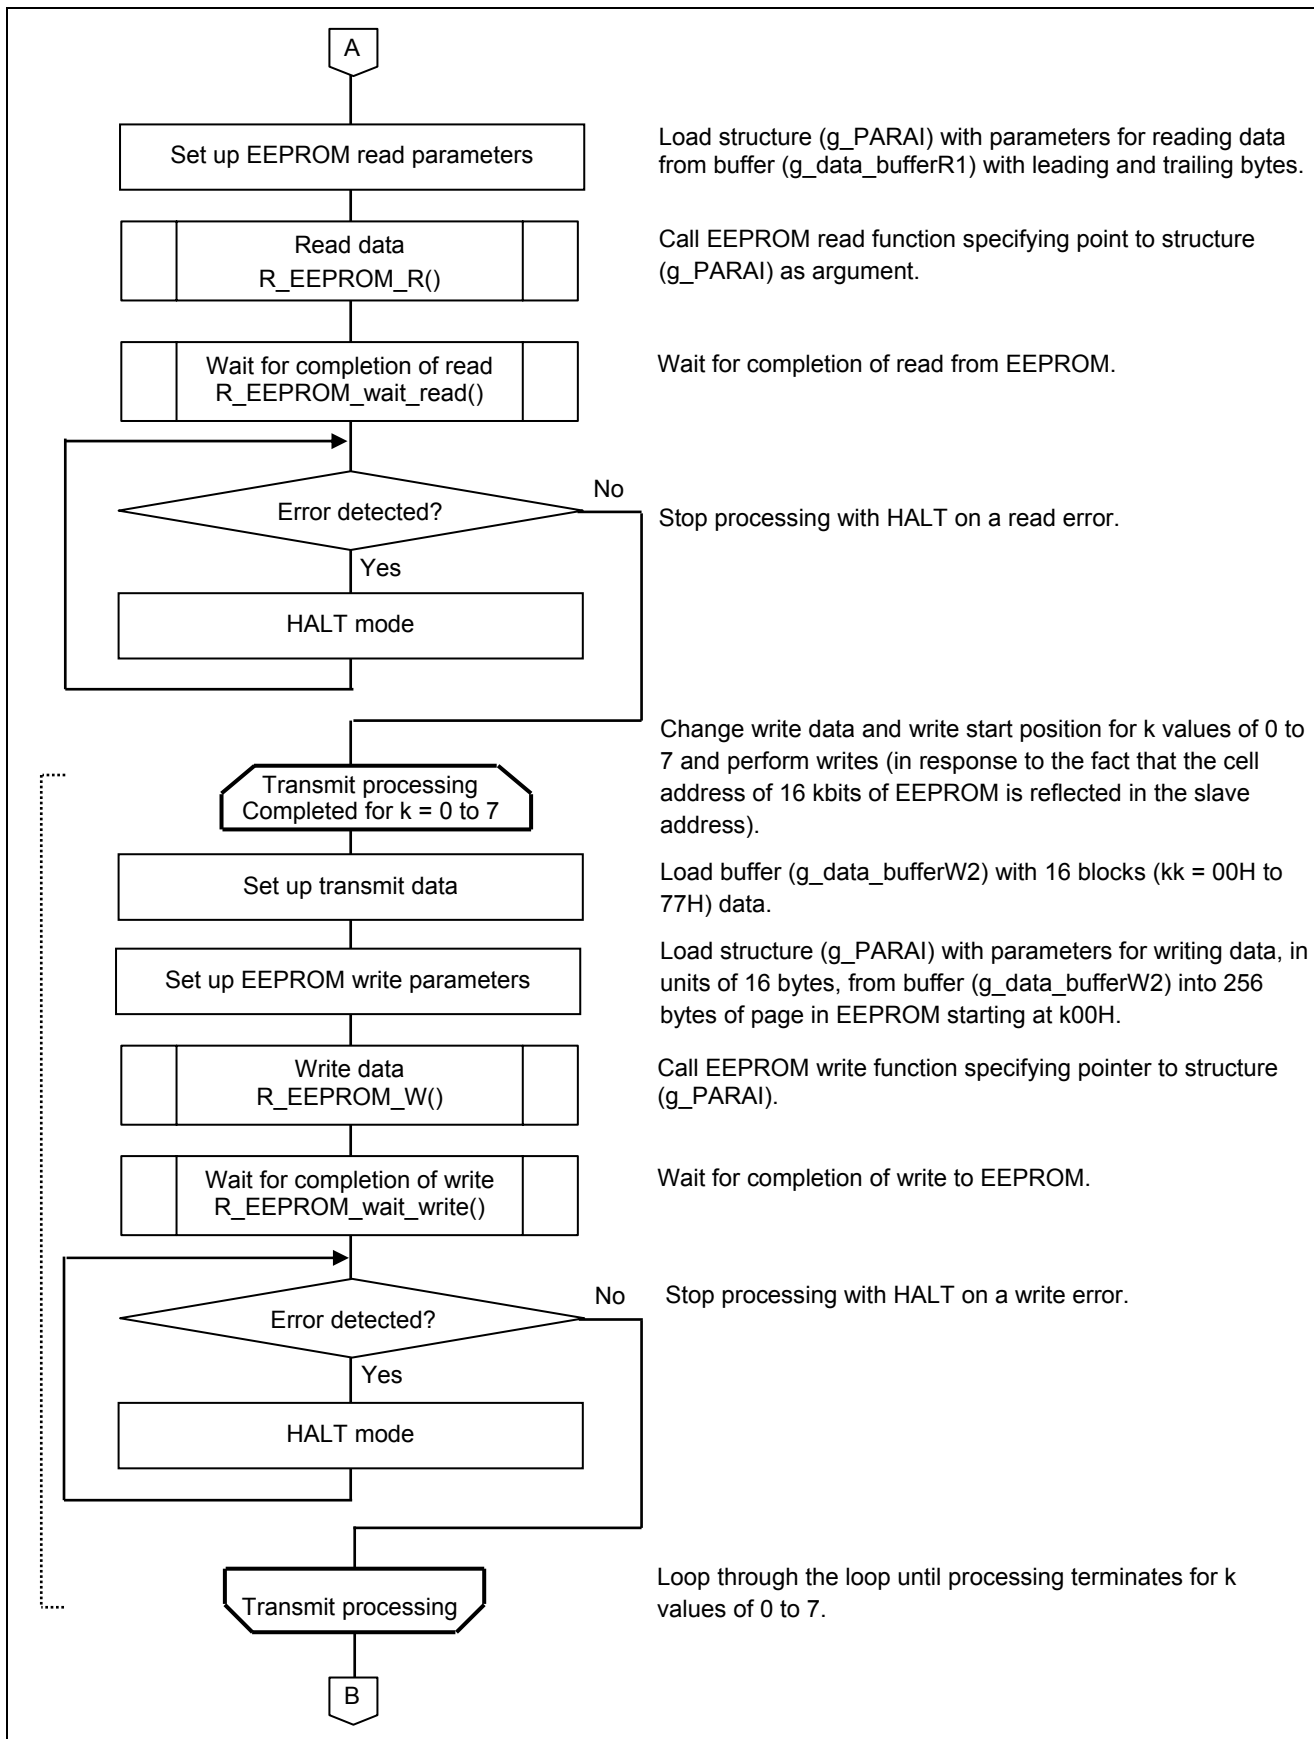 A
Set up EEPROM read parameters
Load structure (g_PARAI) with parameters for reading data
from buffer (g_data_bufferR1) with leading and trailing bytes.
Read data
R_EEPROM_R()
Call EEPROM read function specifying point to structure
(g_PARAI) as argument.
Wait for completion of read
R_EEPROM_wait_read()
Wait for completion of read from EEPROM.
Error detected?
No
Stop processing with HALT on a read error.
Yes
HALT mode
Change write data and write start position for k values of 0 to
7 and perform writes (in response to the fact that the cell
address of 16 kbits of EEPROM is reflected in the slave
address).
Transmit processing
Completed for k = 0 to 7
Set up transmit data
Load buffer (g_data_bufferW2) with 16 blocks (kk = 00H to
77H) data.
Set up EEPROM write parameters
Load structure (g_PARAI) with parameters for writing data, in
units of 16 bytes, from buffer (g_data_bufferW2) into 256
bytes of page in EEPROM starting at k00H.
Write data
R_EEPROM_W()
Call EEPROM write function specifying pointer to structure
(g_PARAI).
Wait for completion of write
R_EEPROM_wait_write()
Wait for completion of write to EEPROM.
Error detected?
No
Stop processing with HALT on a write error.
Yes
HALT mode
Transmit processing
Loop through the loop until processing terminates for k
values of 0 to 7.
B